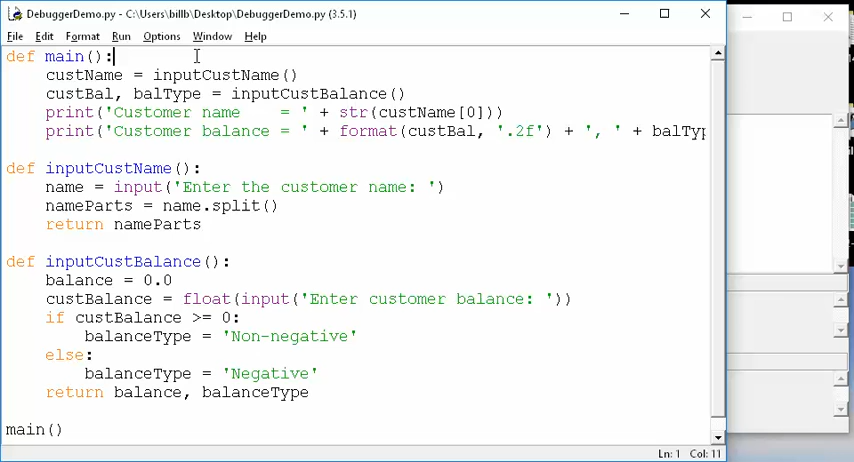 DebuggerDemo.py - C:\Users\billb\Desktop\DebuggerDemo.py (3.5.1)
File Edit Format Run Options Window Help
def main():
    custName = inputCustName()
    custBal, balType = inputCustBalance()
    print('Customer name    = ' + str(custName[0]))
    print('Customer balance = ' + format(custBal, '.2f') + ', ' + balTyp
def inputCustName():
    name = input('Enter the customer name: ')
    nameParts = name.split()
    return nameParts
def inputCustBalance():
    balance = 0.0
    custBalance = float(input('Enter customer balance: '))
    if custBalance >= 0:
        balanceType = 'Non-negative'
    else:
        balanceType = 'Negative'
    return balance, balanceType
main()
Ln: 1 Col: 11